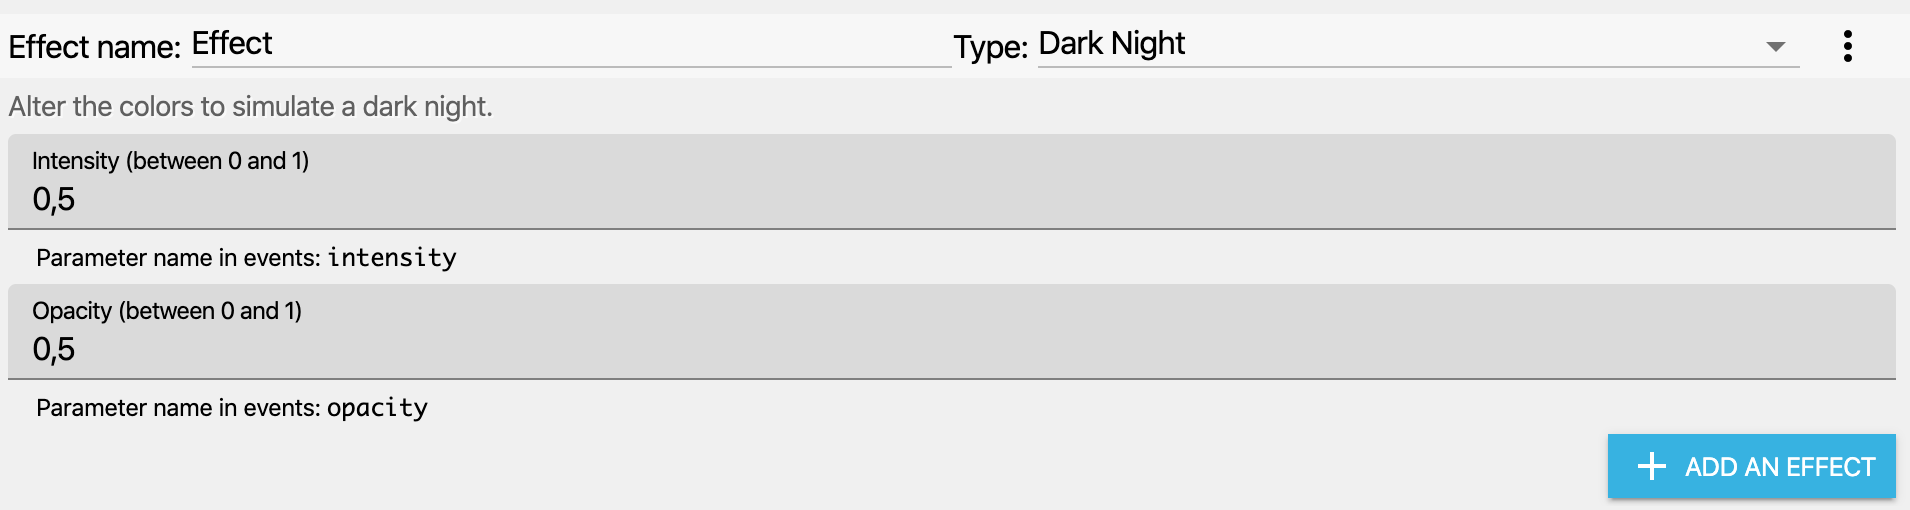 Effect name: Effect Type: Dark Night
Alter the colors to simulate a dark night.
Intensity (between 0 and 1)
0,5
Parameter name in events: intensity
Opacity (between 0 and 1)
0,5
Parameter name in events: opacity
ADD AN EFFECT